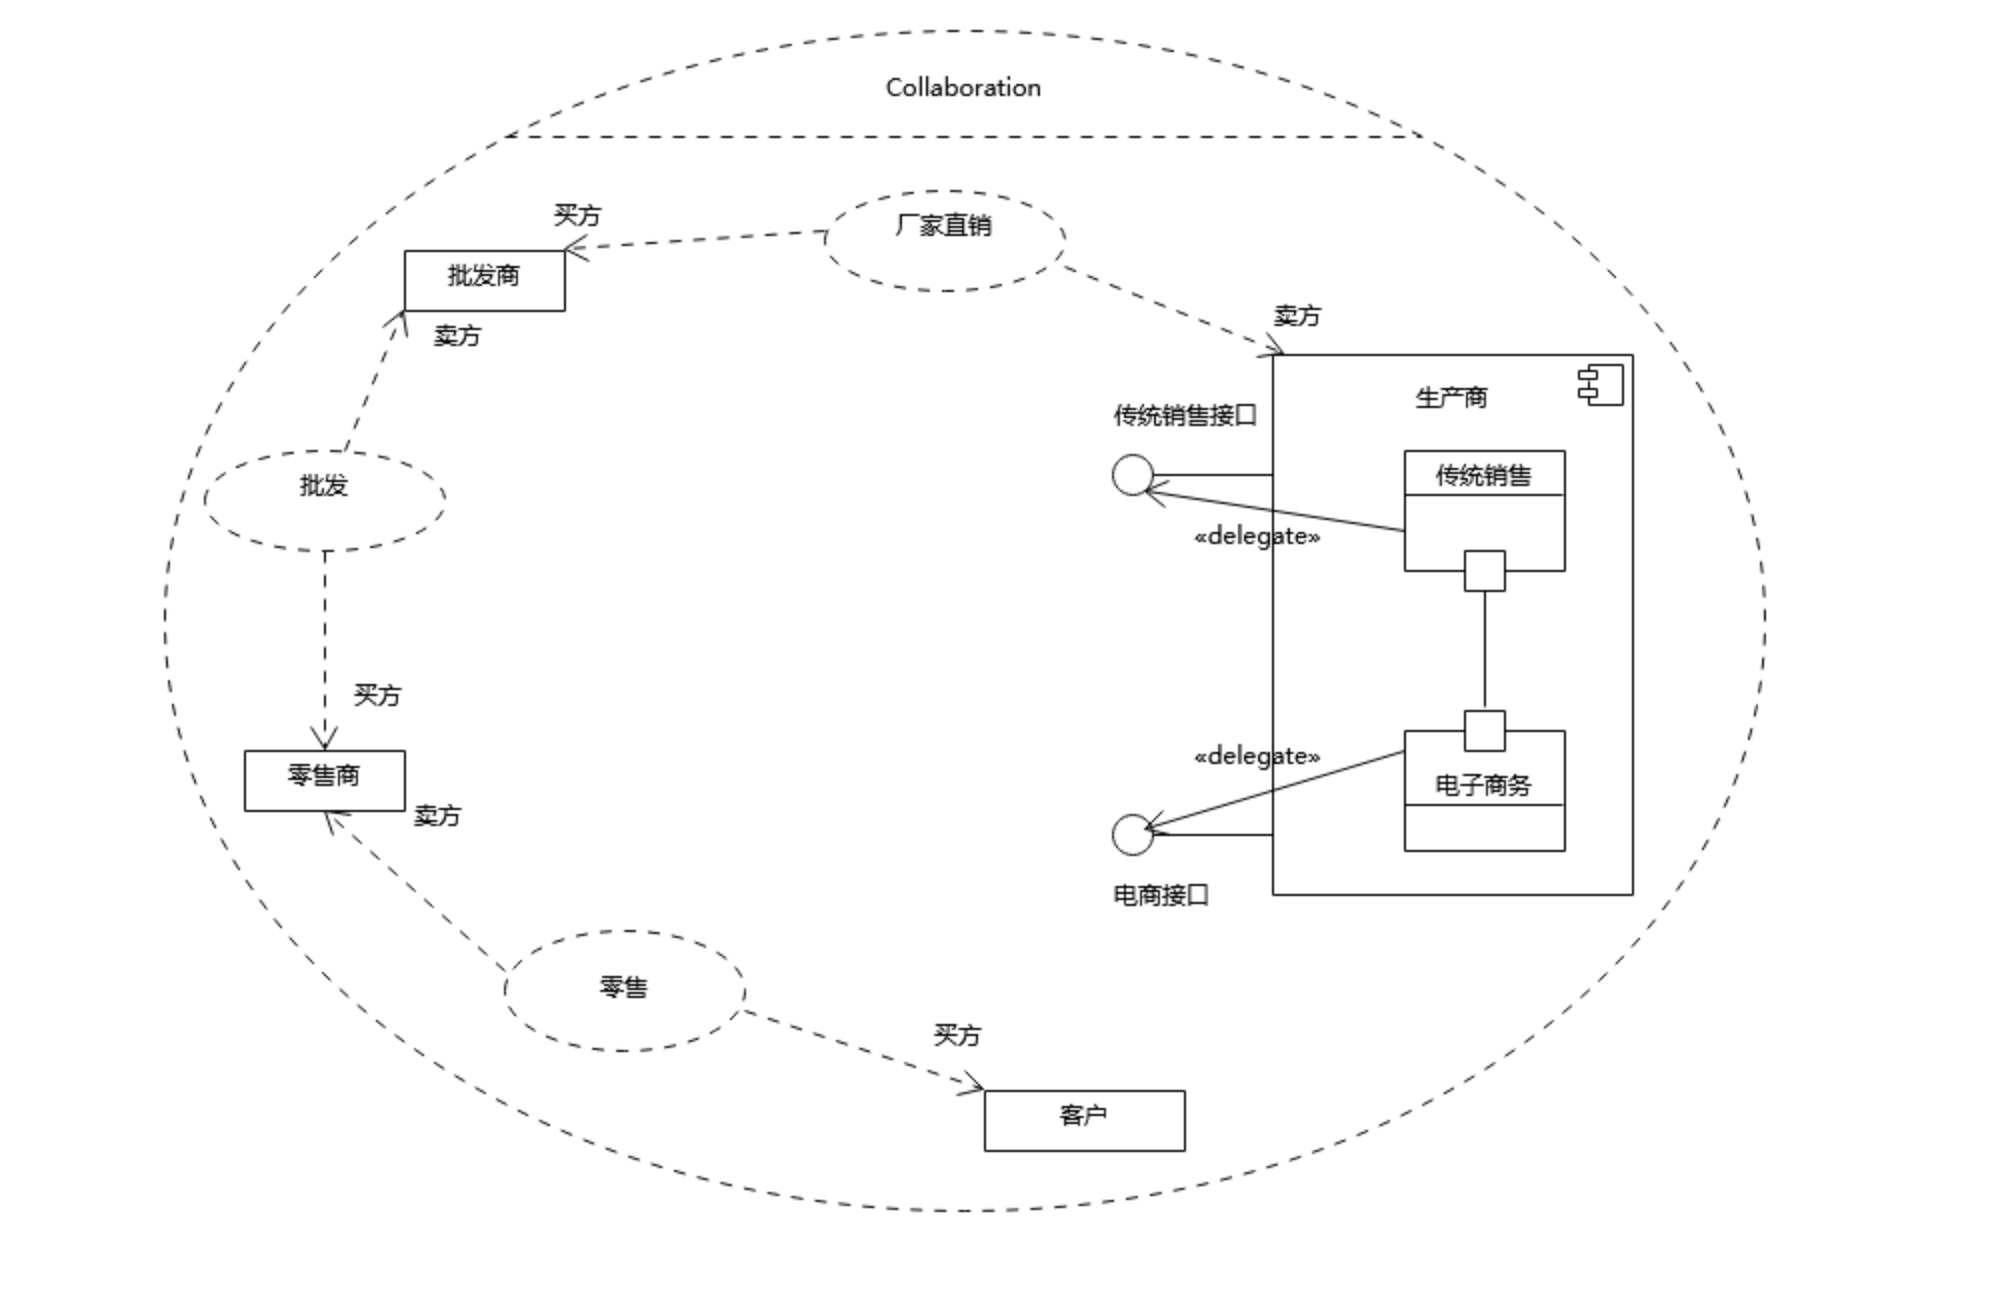 Collaboration
买方
厂家直销
批发商
卖方
卖方
生产商
传统销售接口
传统销售
批发
«delegate»
买方
«delegate»
零售商
电子商务
卖方
电商接口
零售
买方
客户